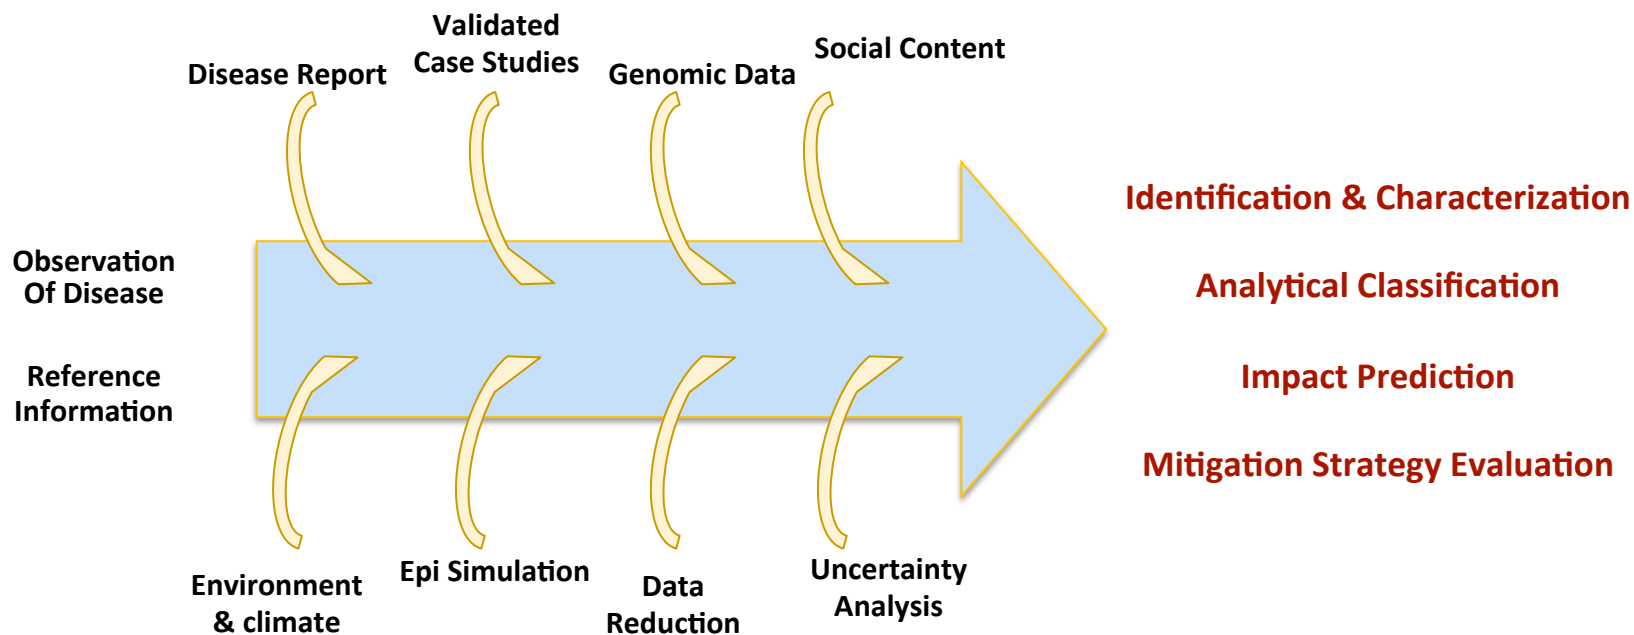 Disease Report
Validated
Case Studies
Genomic Data
Social Content
Observation
Of Disease
Reference
Information
Identification & Characterization
Analytical Classification
Impact Prediction
Mitigation Strategy Evaluation
Environment
& climate
Epi Simulation
Data
Reduction
Uncertainty
Analysis